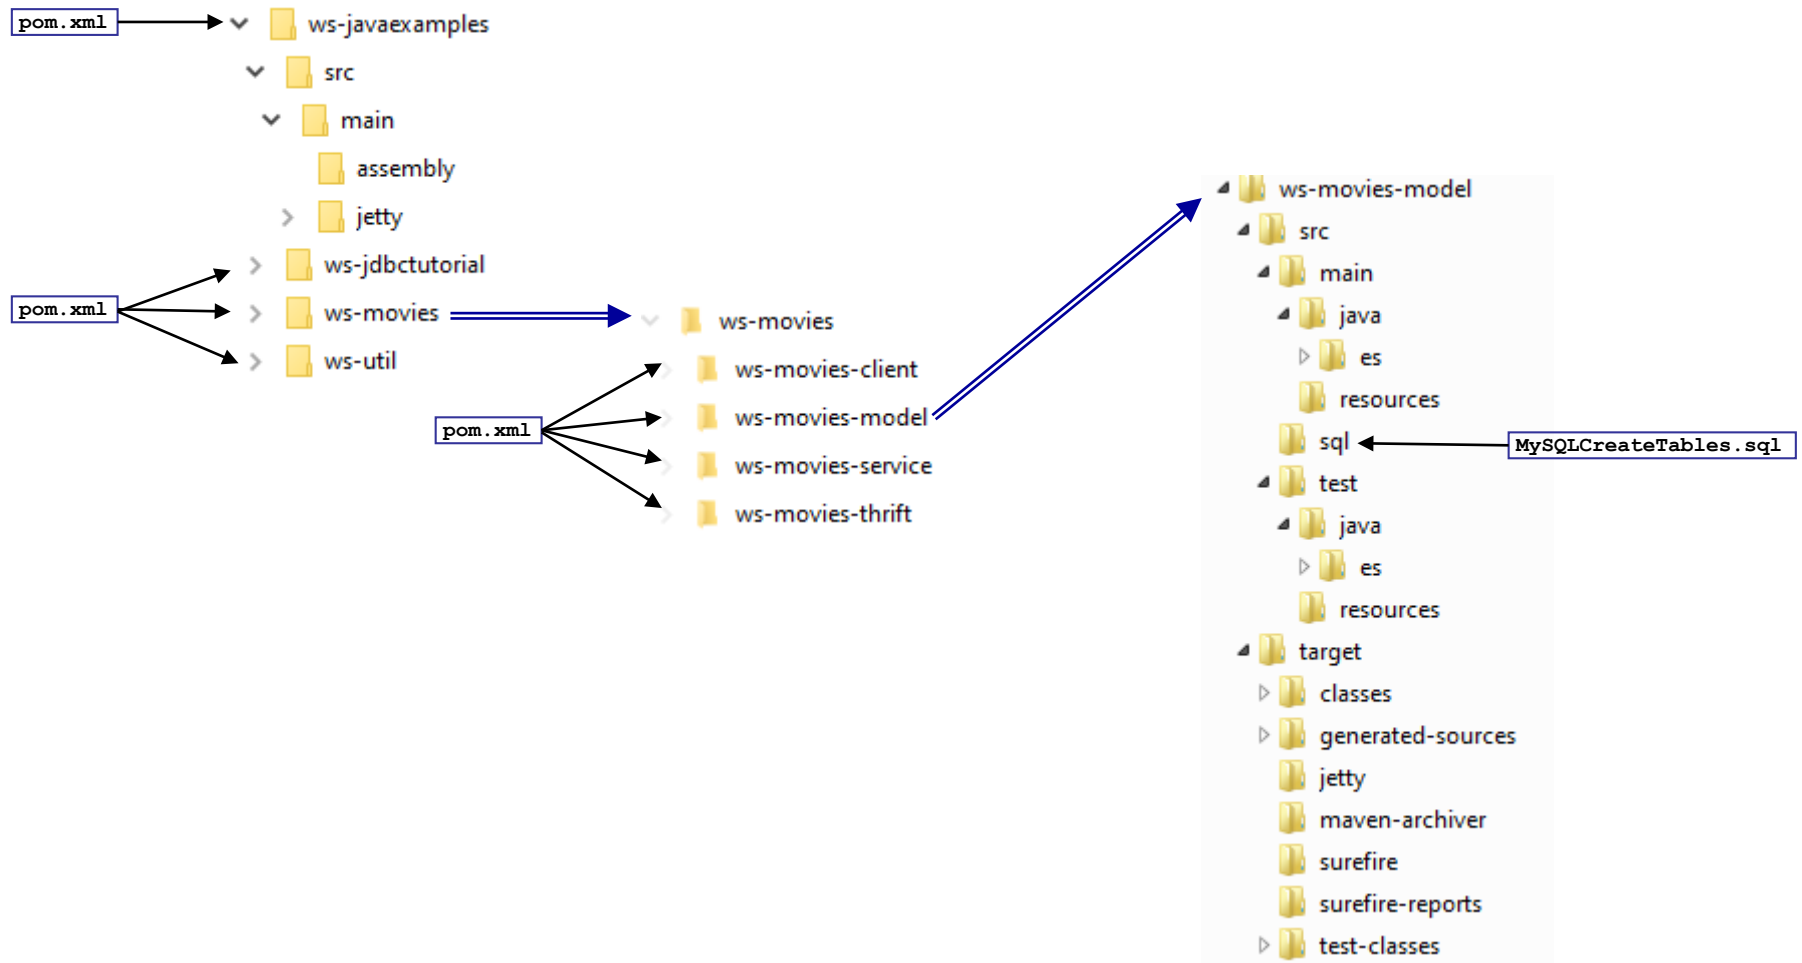 pom.xml
ws-javaexamples
src
main
assembly
jetty
ws-jdbctutorial
pom.xml
ws-movies
ws-util
ws-movies
ws-movies-client
pom.xml
ws-movies-model
ws-movies-service
ws-movies-thrift
ws-movies-model
src
main
java
es
resources
sql
MySQLCreateTables.sql
test
java
es
resources
target
classes
generated-sources
jetty
maven-archiver
surefire
surefire-reports
test-classes